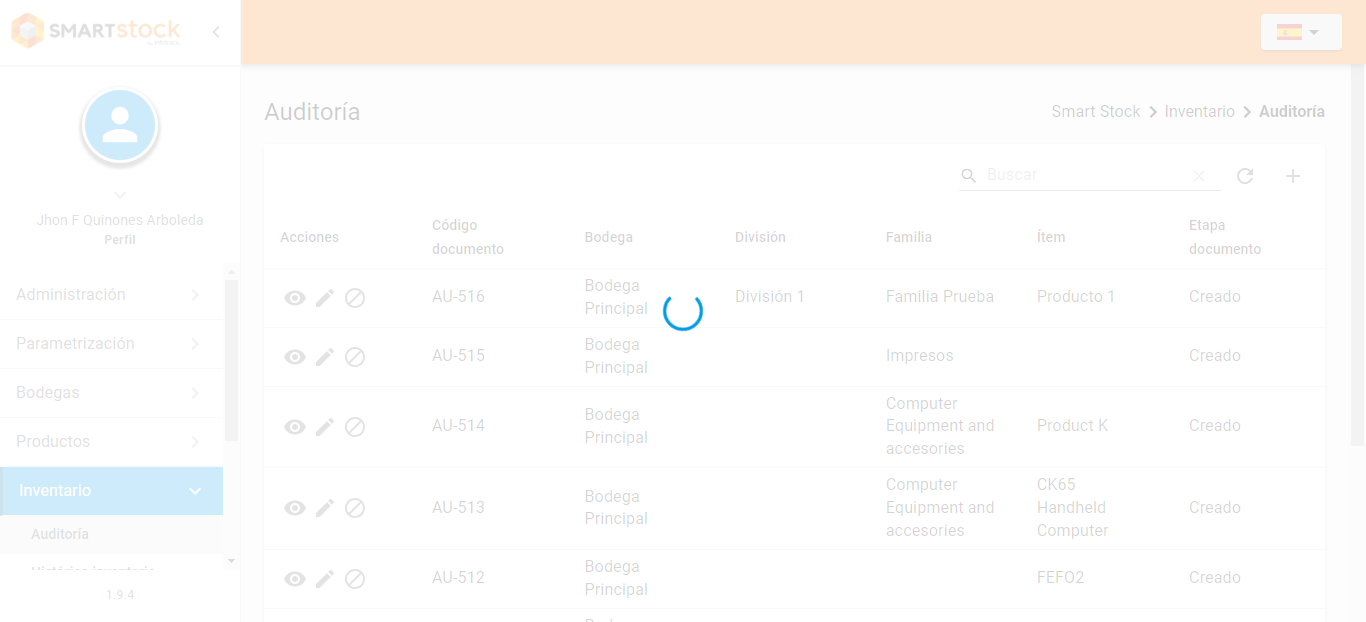 SMARTstock
Auditoría
Smart Stock > Inventario > Auditoría
Buscar
Jhon F Quinones Arboleda
Perfil
Administración
Parametrización
Bodegas
Productos
Inventario
Auditoría
Histórico inventario
1.9.4
Acciones
Código
documento
Bodega
División
Familia
Ítem
Etapa
documento
AU-516
Bodega
Principal
División 1
Familia Prueba
Producto 1
Creado
AU-515
Bodega
Principal
Impresos
Creado
AU-514
Bodega
Principal
Computer
Equipment and
accesories
Product K
Creado
AU-513
Bodega
Principal
Computer
Equipment and
accesories
CK65
Handheld
Computer
Creado
AU-512
Bodega
Principal
FEFO2
Creado
Bodega